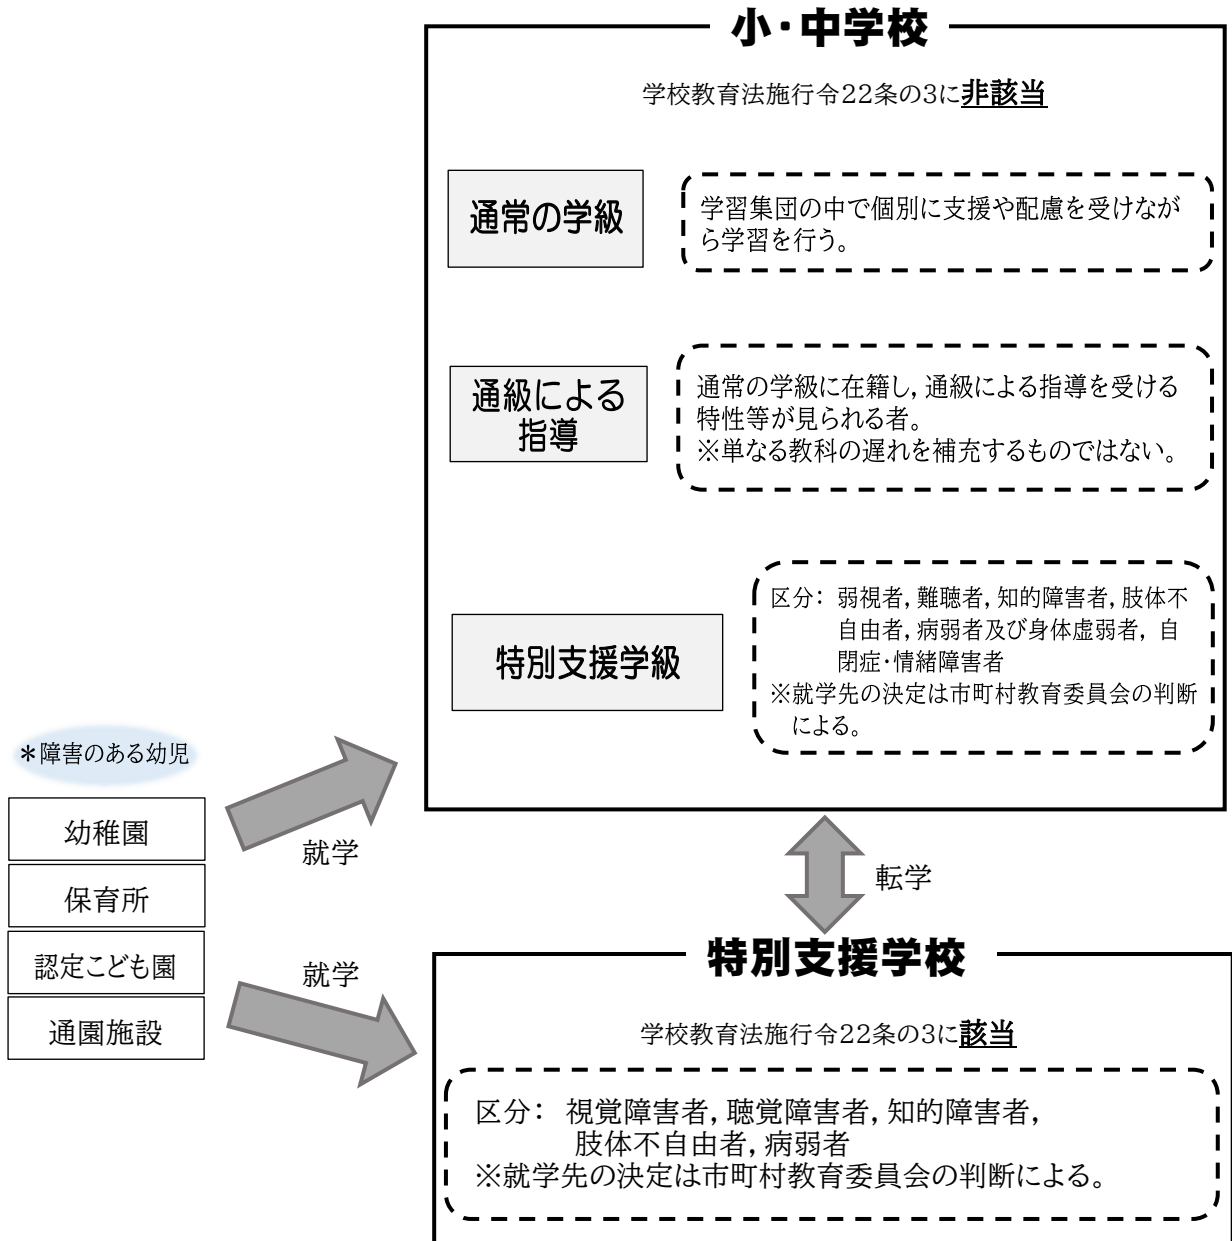 小・中学校
学校教育法施行令22条の3に非該当
通常の学級
学習集団の中で個別に支援や配慮を受けなが
ら学習を行う。
通級による
指導
通常の学級に在籍し,通級による指導を受ける
特性等が見られる者。
※単なる教科の遅れを補充するものではない。
特別支援学級
区分: 弱視者,難聴者,知的障害者,肢体不
自由者,病弱者及び身体虚弱者, 自
閉症・情緒障害者
※就学先の決定は市町村教育委員会の判断
による。
*障害のある幼児
幼稚園
保育所
認定こども園
通園施設
就学
就学
転学
特別支援学校
学校教育法施行令22条の3に該当
区分: 視覚障害者,聴覚障害者,知的障害者,
肢体不自由者,病弱者
※就学先の決定は市町村教育委員会の判断による。